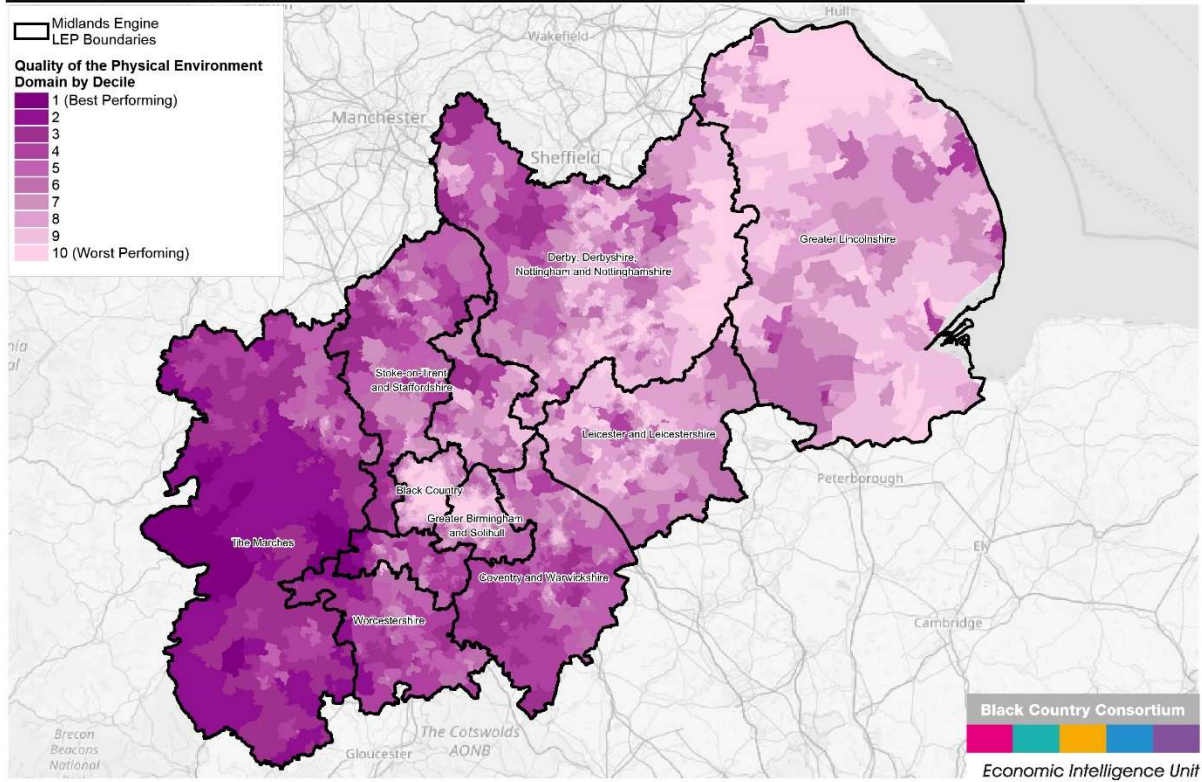 Midlands Engine
LEP Boundaries
Quality of the Physical Environment
Domain by Decile
1 (Best Performing)
2
3
4
5
6
7
8
9
10 (Worst Perfoming)
Hull
Wakefield
Manchester
Sheffield
Greater Lincolnshire
Derby, Derbyshire,
Nottingham and Nottinghamshire
Stoke-on-Trent
and Staffordshire
Leicester and Leicestershire
Peterborough
Black Country
Greater Birmingham
and Solihull
The Marches
Ely
Coventry and Warwickshire
Worcestershire
Cambridge
The Cotswolds
AONB
Gloucester
Brecon
Beacons
National
Black Country Consortium
Economic Intelligence Unit